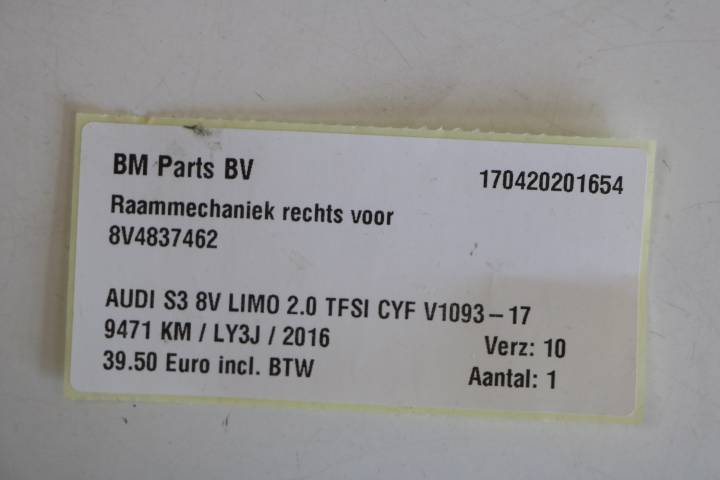 BM Parts BV 170420201654
Raammechaniek rechts voor
8V4837462
AUDI S3 8V LIMO 2.0 TFSI CYF V1093-17
9471 KM / LY3J / 2016 Verz: 10
39.50 Euro incl. BTW Aantal: 1